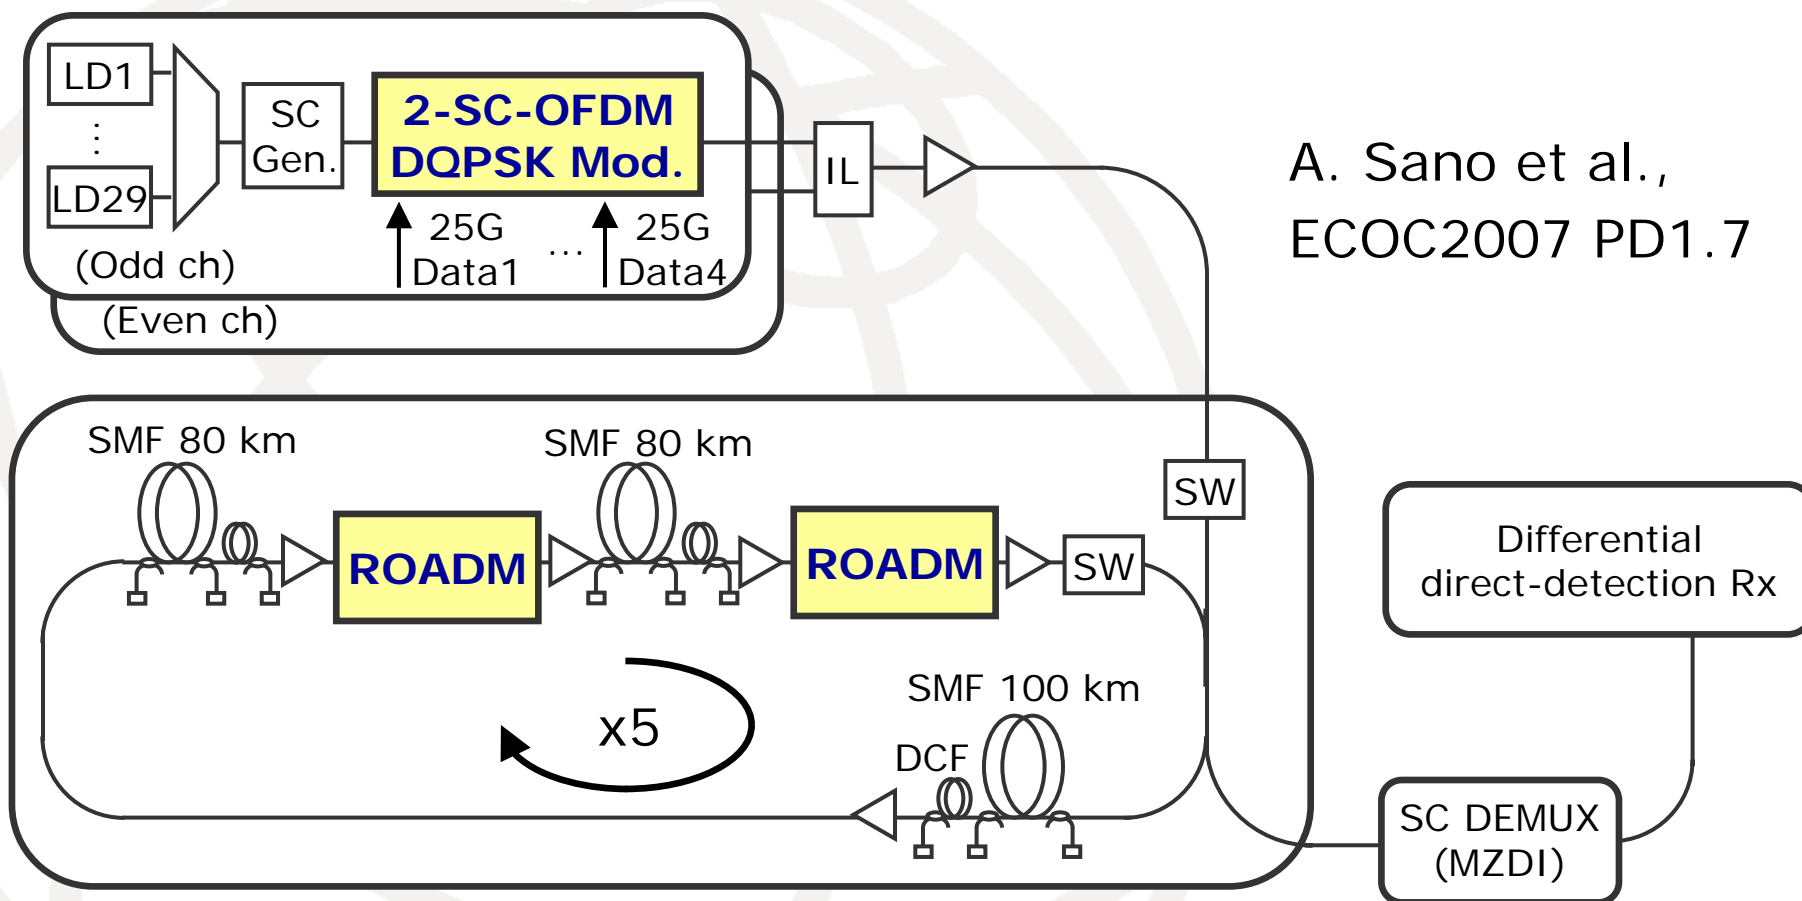 LD1
⋮
LD29
SC
Gen.
2-SC-OFDM
DQPSK Mod.
25G
Data1
...
25G
Data4
(Odd ch)
(Even ch)
IL
A. Sano et al.,
ECOC2007 PD1.7
SMF 80 km
SMF 80 km
SW
ROADM
ROADM
SW
Differential
direct-detection Rx
x5
SMF 100 km
DCF
SC DEMUX
(MZDI)